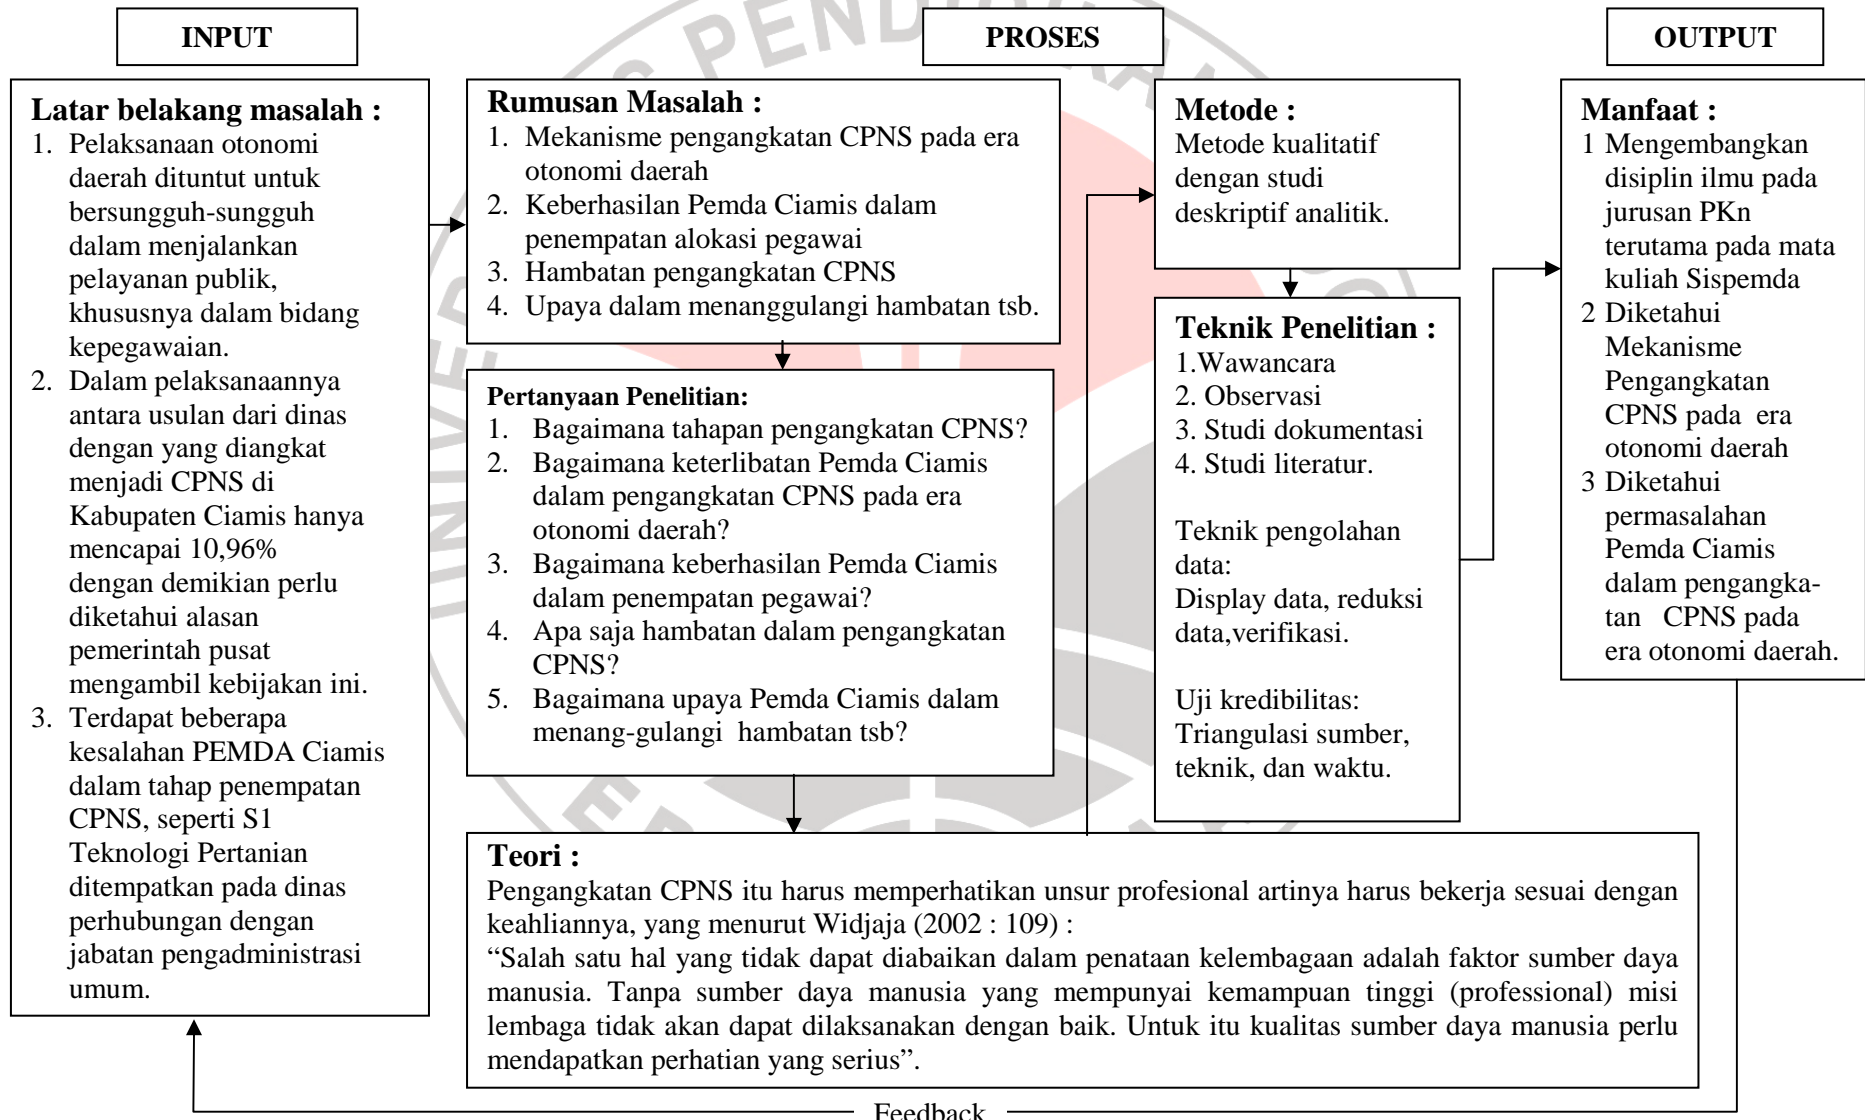 INPUT
PROSES
OUTPUT
Latar belakang masalah :
1. Pelaksanaan otonomi
daerah dituntut untuk
bersungguh-sungguh
dalam menjalankan
pelayanan publik,
khususnya dalam bidang
kepegawaian.
2. Dalam pelaksanaannya
antara usulan dari dinas
dengan yang diangkat
menjadi CPNS di
Kabupaten Ciamis hanya
mencapai 10,96%
dengan demikian perlu
diketahui alasan
pemerintah pusat
mengambil kebijakan ini.
3. Terdapat beberapa
kesalahan PEMDA Ciamis
dalam tahap penempatan
CPNS, seperti S1
Teknologi Pertanian
ditempatkan pada dinas
perhubungan dengan
jabatan pengadministrasi
umum.
Rumusan Masalah :
1. Mekanisme pengangkatan CPNS pada era
otonomi daerah
2. Keberhasilan Pemda Ciamis dalam
penempatan alokasi pegawai
3. Hambatan pengangkatan CPNS
4. Upaya dalam menanggulangi hambatan tsb.
Pertanyaan Penelitian:
1. Bagaimana tahapan pengangkatan CPNS?
2. Bagaimana keterlibatan Pemda Ciamis
dalam pengangkatan CPNS pada era
otonomi daerah?
3. Bagaimana keberhasilan Pemda Ciamis
dalam penempatan pegawai?
4. Apa saja hambatan dalam pengangkatan
CPNS?
5. Bagaimana upaya Pemda Ciamis dalam
menang-gulangi hambatan tsb?
Teori :
Pengangkatan CPNS itu harus memperhatikan unsur profesional artinya harus bekerja sesuai dengan
keahliannya, yang menurut Widjaja (2002 : 109) :
“Salah satu hal yang tidak dapat diabaikan dalam penataan kelembagaan adalah faktor sumber daya
manusia. Tanpa sumber daya manusia yang mempunyai kemampuan tinggi (professional) misi
lembaga tidak akan dapat dilaksanakan dengan baik. Untuk itu kualitas sumber daya manusia perlu
mendapatkan perhatian yang serius”.
Metode :
Metode kualitatif
dengan studi
deskriptif analitik.
Teknik Penelitian :
1.Wawancara
2. Observasi
3. Studi dokumentasi
4. Studi literatur.
Teknik pengolahan
data:
Display data, reduksi
data,verifikasi.
Uji kredibilitas:
Triangulasi sumber,
teknik, dan waktu.
Manfaat :
1 Mengembangkan
disiplin ilmu pada
jurusan PKn
terutama pada mata
kuliah Sispemda
2 Diketahui
Mekanisme
Pengangkatan
CPNS pada era
otonomi daerah
3 Diketahui
permasalahan
Pemda Ciamis
dalam pengangka-
tan CPNS pada
era otonomi daerah.
Feedback